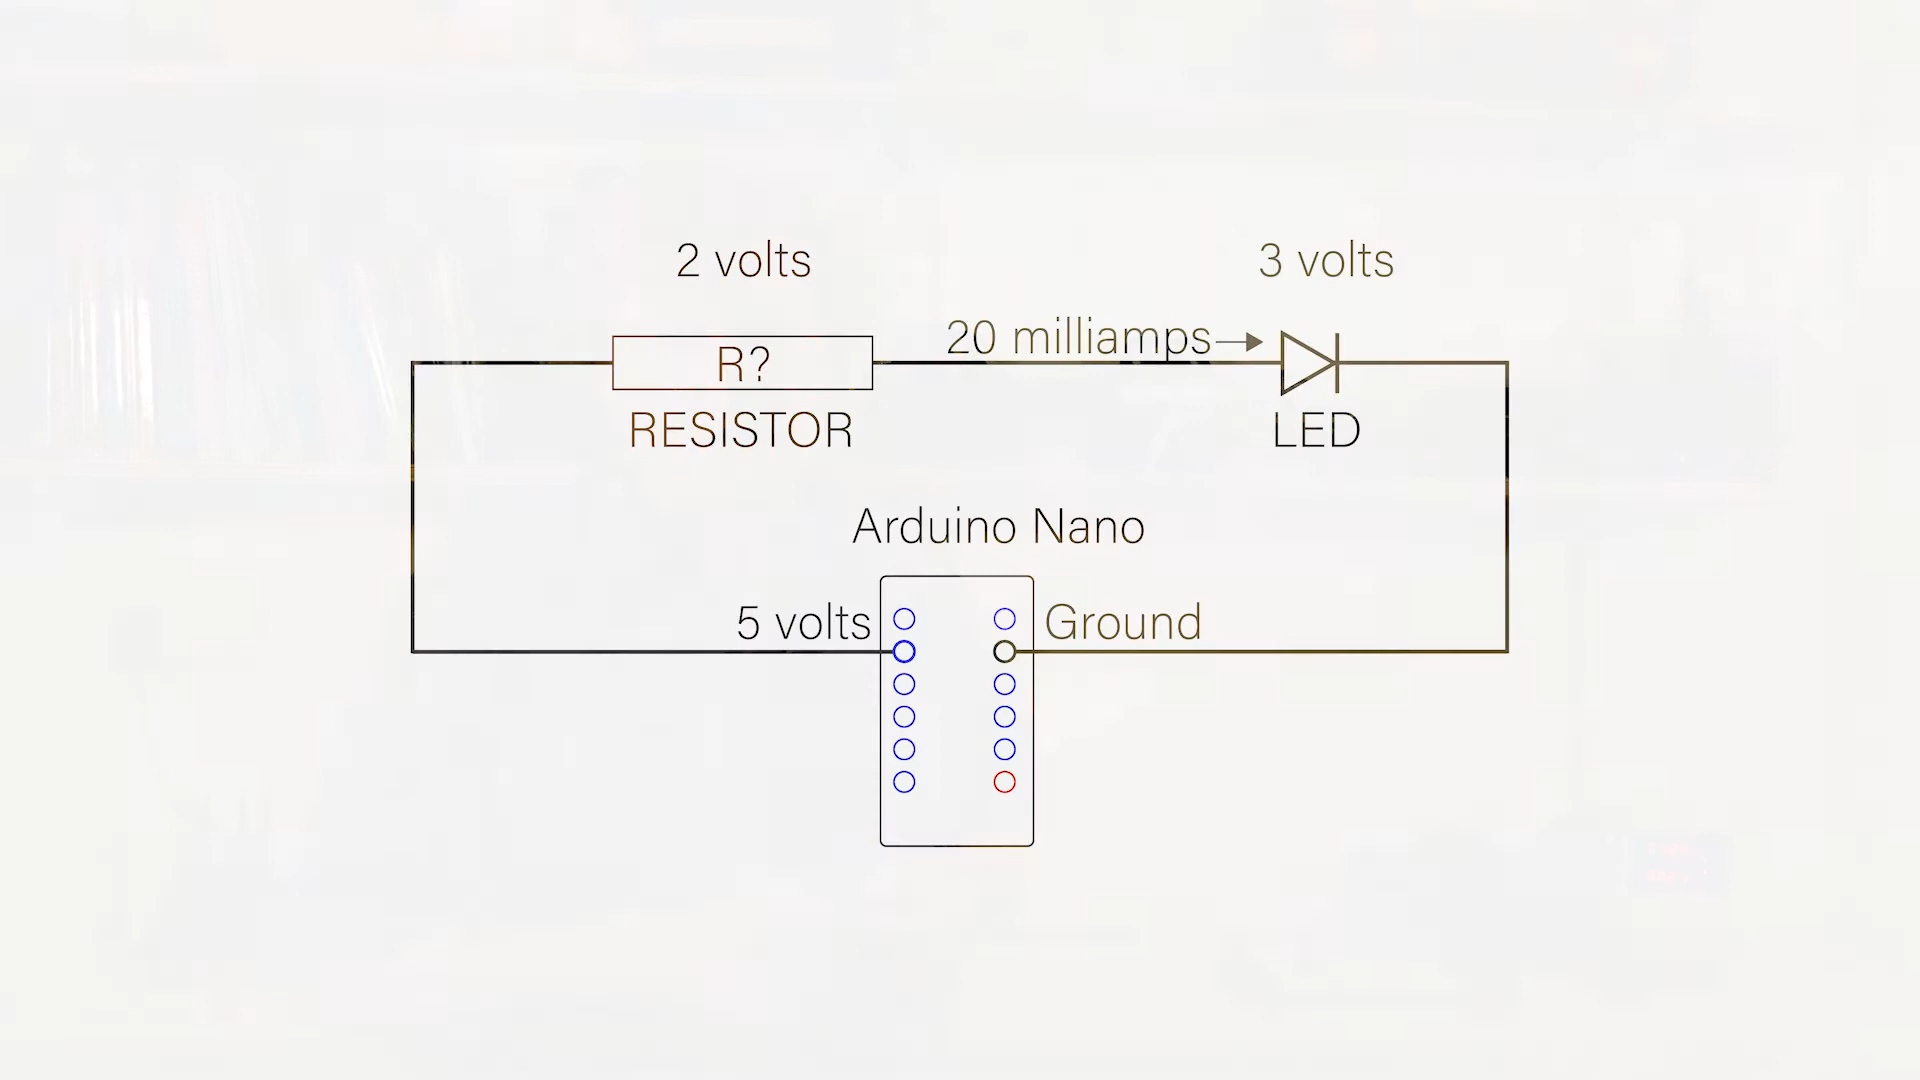 2 volts
3 volts
20 milliamps
R?
RESISTOR
LED
Arduino Nano
5 volts
Ground